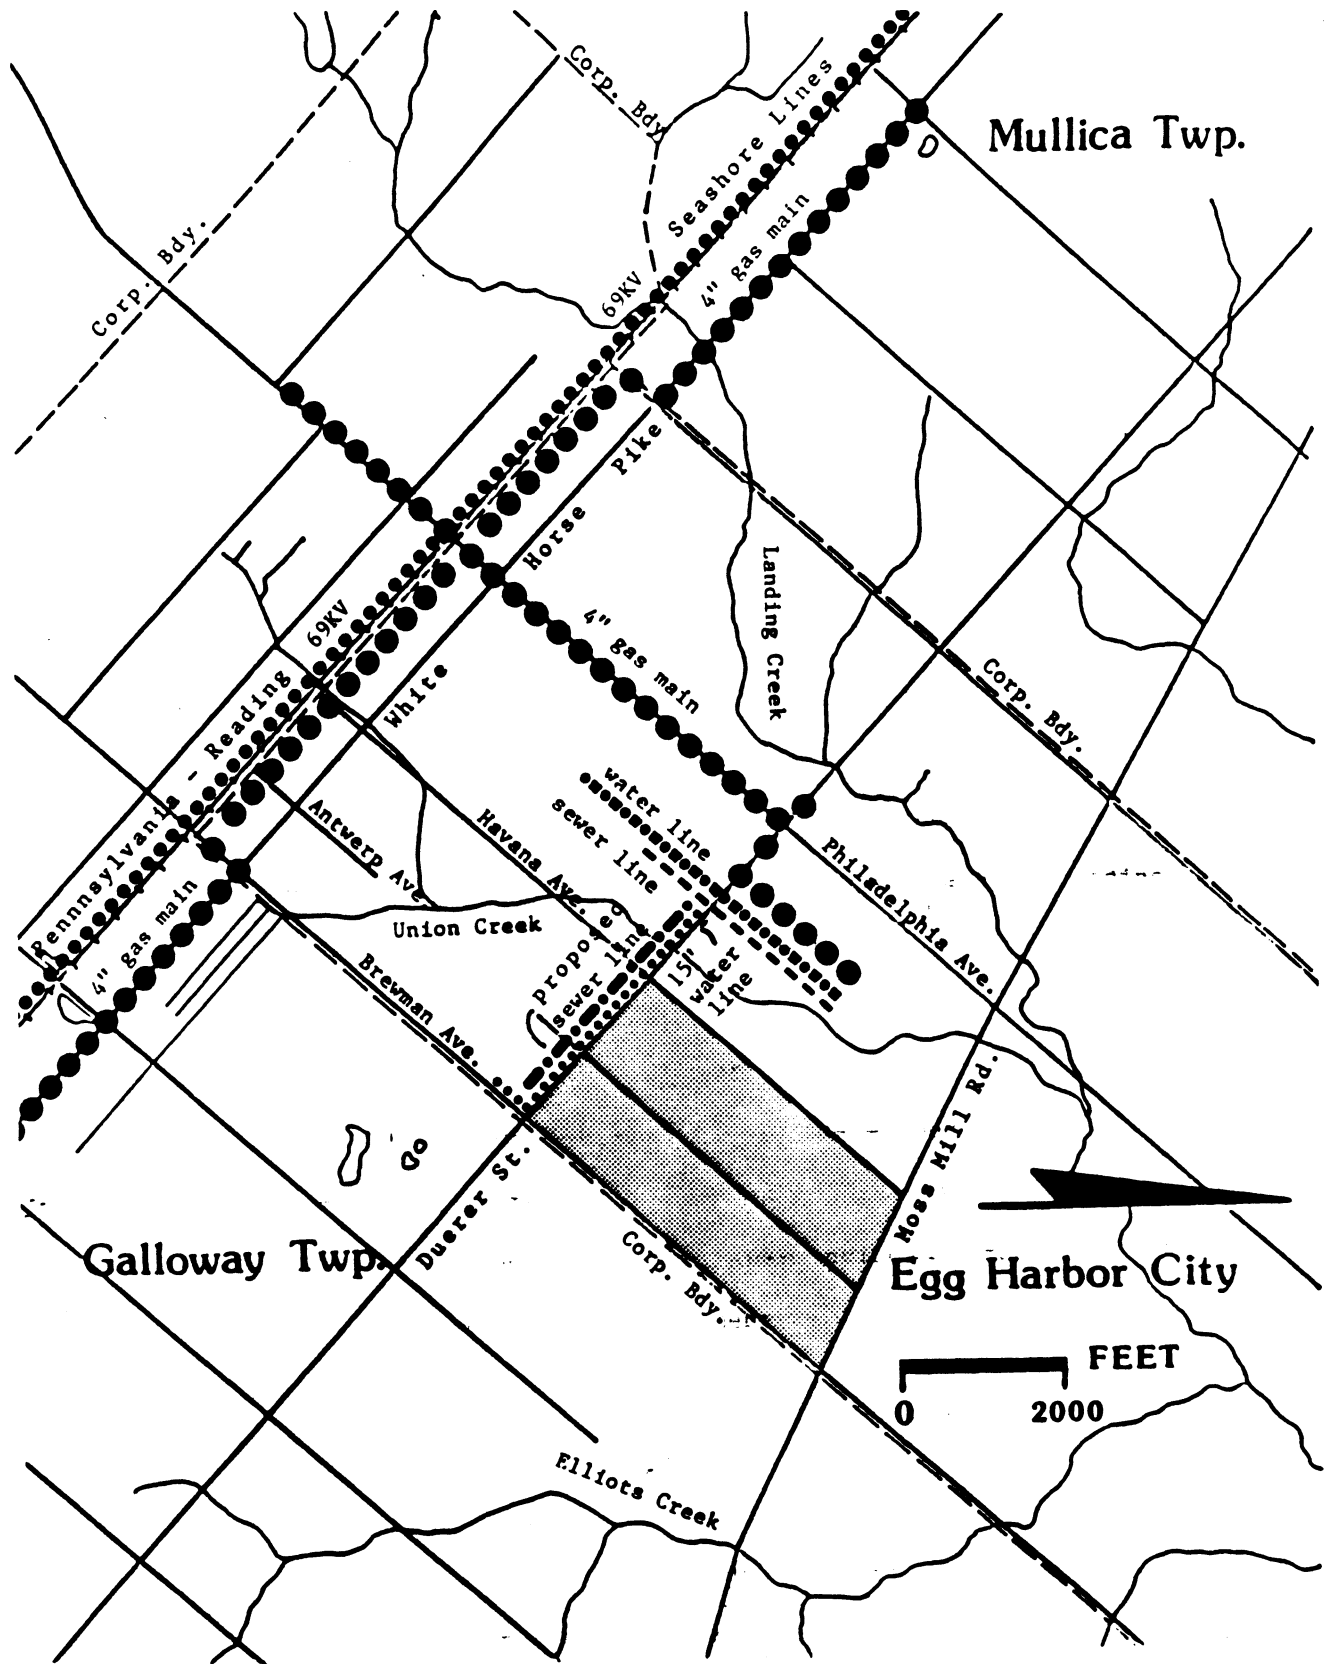 Corp. Bdy.
Mullica Twp.
Seashore Lines
4" gas main
Corp. Bdy.
69KV
Horse Pike
4" gas main
Landing Creek
69KV
White
Corp. Bdy.
Pennnsylvania - Reading
water line
sewer line
Havana Ave.
Antwerp Ave
Philadelphia Ave.
4" gas main
Union Creek
Brewman Ave.
Proposed
sewer line
15"
water
line
Moss Mill Rd.
Duerer St.
Galloway Twp.
Corp. Bdy.
Egg Harbor City
FEET
0 2000
Elliots Creek